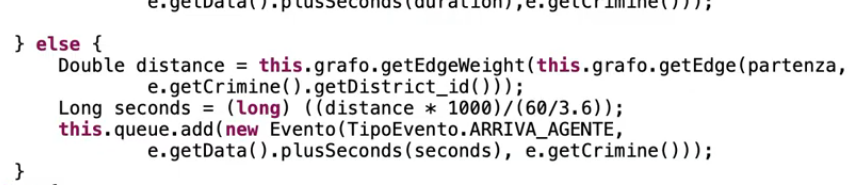 e.getData().plusSeconds(duration),e.getCrimine()));
} else {
Double distance = this.grafo.getEdgeWeight(this.grafo.getEdge(partenza,
e.getCrimine().getDistrict_id()));
Long seconds = (long) ((distance * 1000)/(60/3.6));
this.queue.add(new Evento(TipoEvento.ARRIVA_AGENTE,
e.getData().plusSeconds(seconds), e.getCrimine()));
}